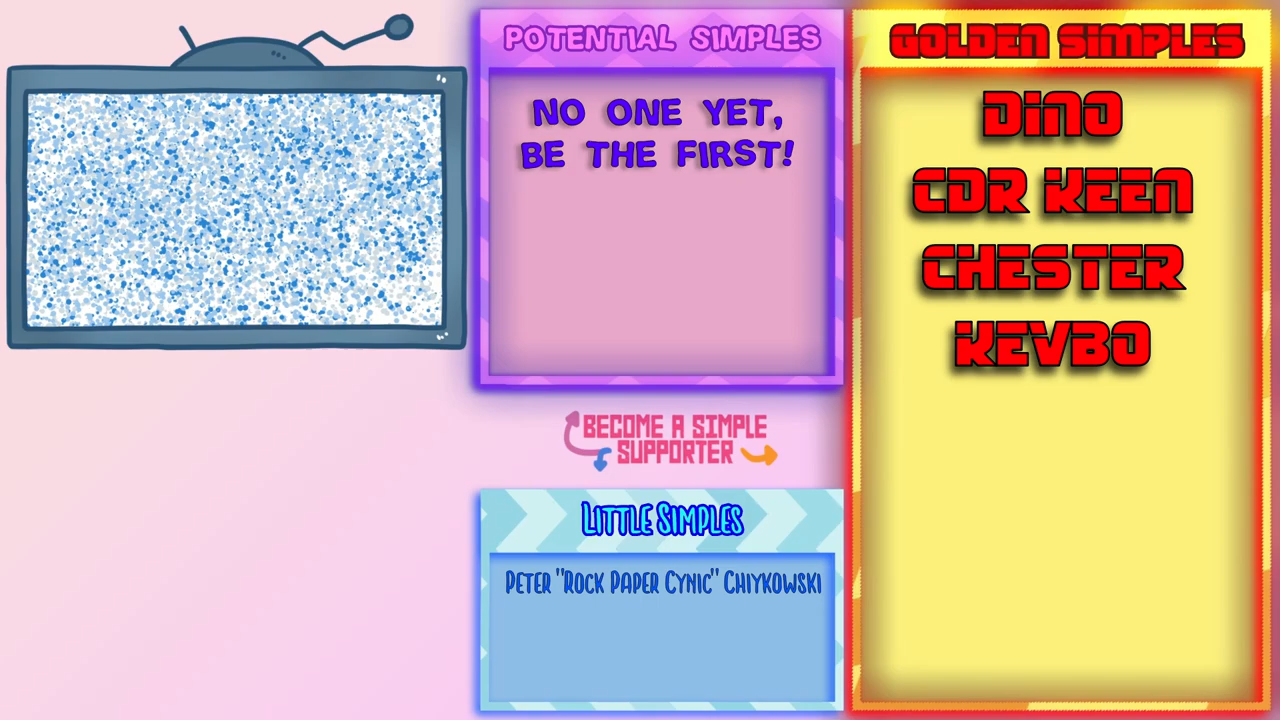 POTENTIAL SIMPLES
NO ONE YET,
BE THE FIRST!
BECOME A SIMPLE
SUPPORTER
LITTLE SIMPLES
PETER "ROCK PAPER CYNIC" CHIYKOWSKI
GOLDEN SIMPLES
DINO
CDR KEEN
CHESTER
KEVBO